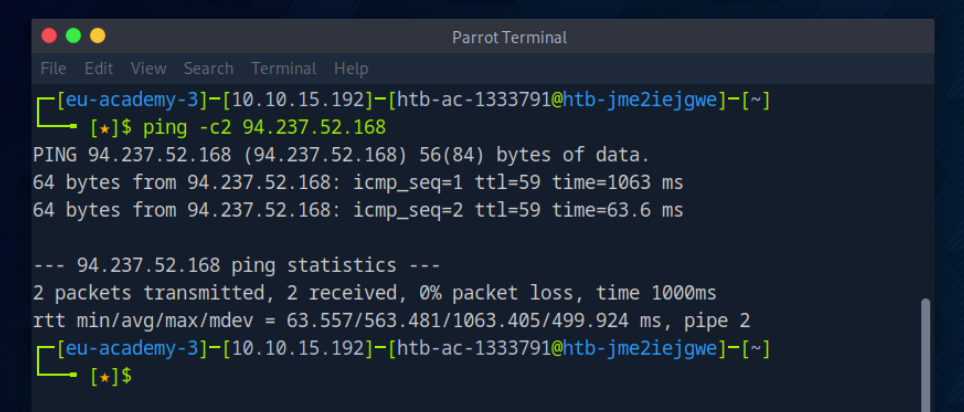 Parrot Terminal
File Edit View Search Terminal Help
┌─[eu-academy-3]─[10.10.15.192]─[htb-ac-1333791@htb-jme2iejgwe]─[~]
└──╼ [★]$ ping -c2 94.237.52.168
PING 94.237.52.168 (94.237.52.168) 56(84) bytes of data.
64 bytes from 94.237.52.168: icmp_seq=1 ttl=59 time=1063 ms
64 bytes from 94.237.52.168: icmp_seq=2 ttl=59 time=63.6 ms
--- 94.237.52.168 ping statistics ---
2 packets transmitted, 2 received, 0% packet loss, time 1000ms
rtt min/avg/max/mdev = 63.557/563.481/1063.405/499.924 ms, pipe 2
┌─[eu-academy-3]─[10.10.15.192]─[htb-ac-1333791@htb-jme2iejgwe]─[~]
└──╼ [★]$